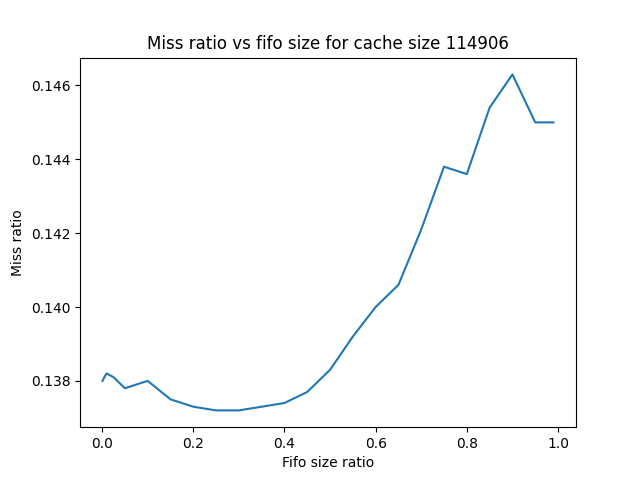 Miss ratio vs fifo size for cache size 114906
0.146
0.144
0.142
0.140
0.138
Miss ratio
0.0 0.2 0.4 0.6 0.8 1.0
Fifo size ratio